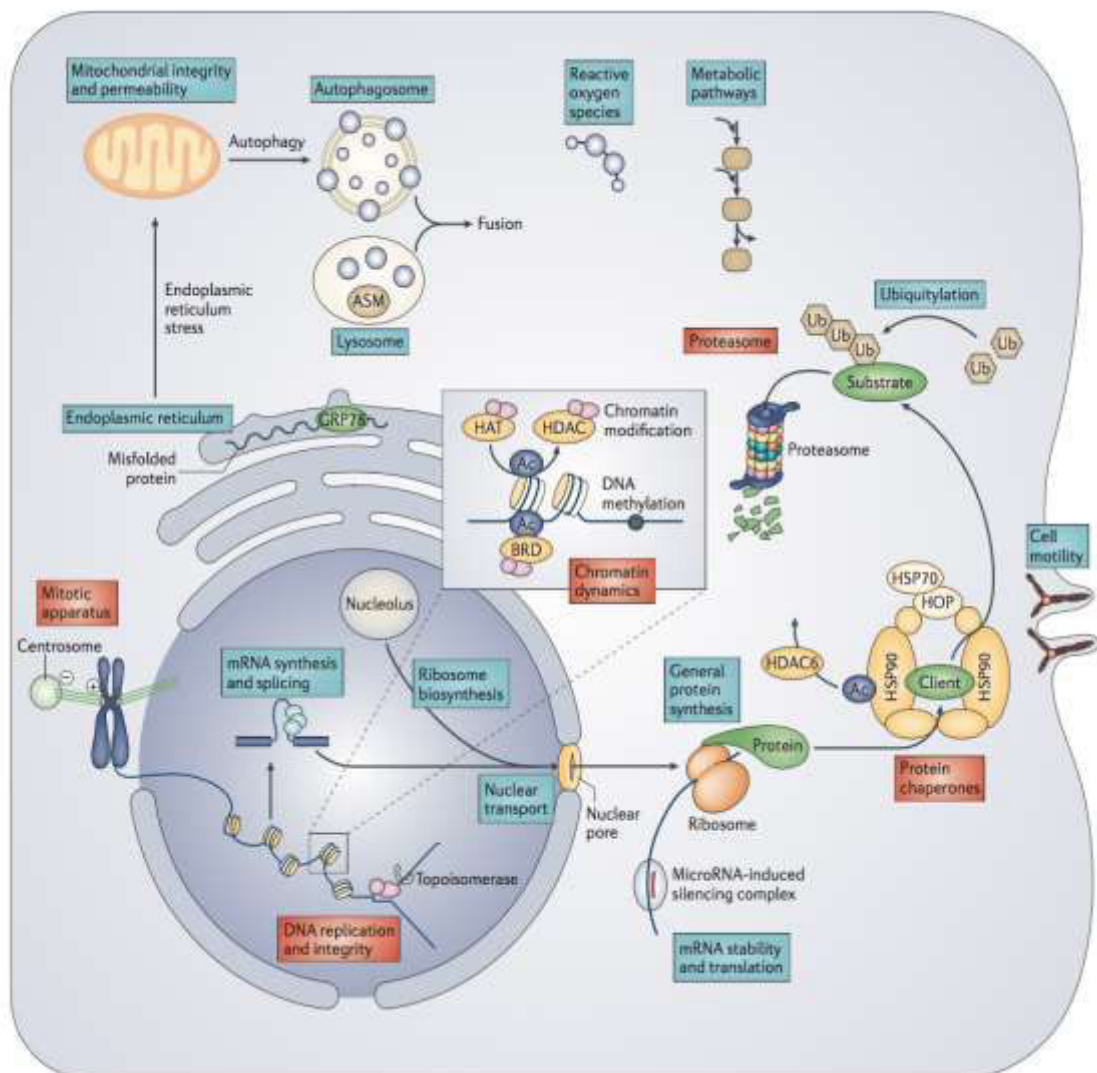 Mitochondrial integrity
and permeability
Autophagosome
Reactive
oxygen
species
Metabolic
pathways
Autophagy
Fusion
Endoplasmic
reticulum
stress
ASM
Lysosome
Ubiquitylation
Ub
Ub
Ub
Ub
Ub
Proteasome
Substrate
Endoplasmic reticulum
GRP78
Misfolded
protein
HAT
HDAC
Chromatin
modification
Ac
DNA
methylation
Ac
BRD
Chromatin
dynamics
Proteasome
Cell
motility
Mitotic
apparatus
Centrosome
−
+
Nucleolus
mRNA synthesis
and splicing
Ribosome
biosynthesis
General
protein
synthesis
HSP70
HOP
HDAC6
Ac
HSP90
Client
HSP90
Protein
Protein
chaperones
Nuclear
transport
Nuclear
pore
Ribosome
Topoisomerase
MicroRNA-induced
silencing complex
DNA replication
and integrity
mRNA stability
and translation